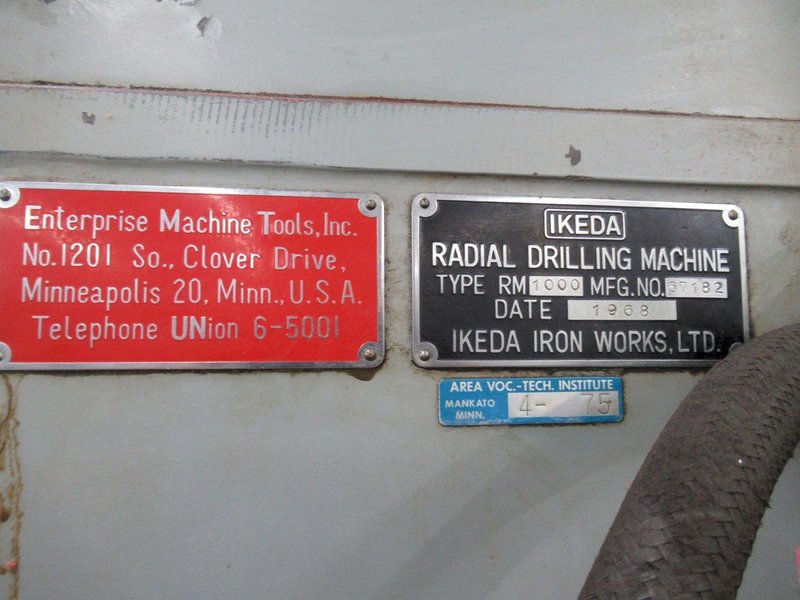 Enterprise Machine Tools, Inc.
No.1201 So., Clover Drive,
Minneapolis 20, Minn., U.S.A.
Telephone UNion 6-5001
IKEDA
RADIAL DRILLING MACHINE
TYPE RM 1000 MFG.NO. 67182
DATE 1968
IKEDA IRON WORKS, LTD.
AREA VOC.-TECH. INSTITUTE
MANKATO MINN. 4- 75